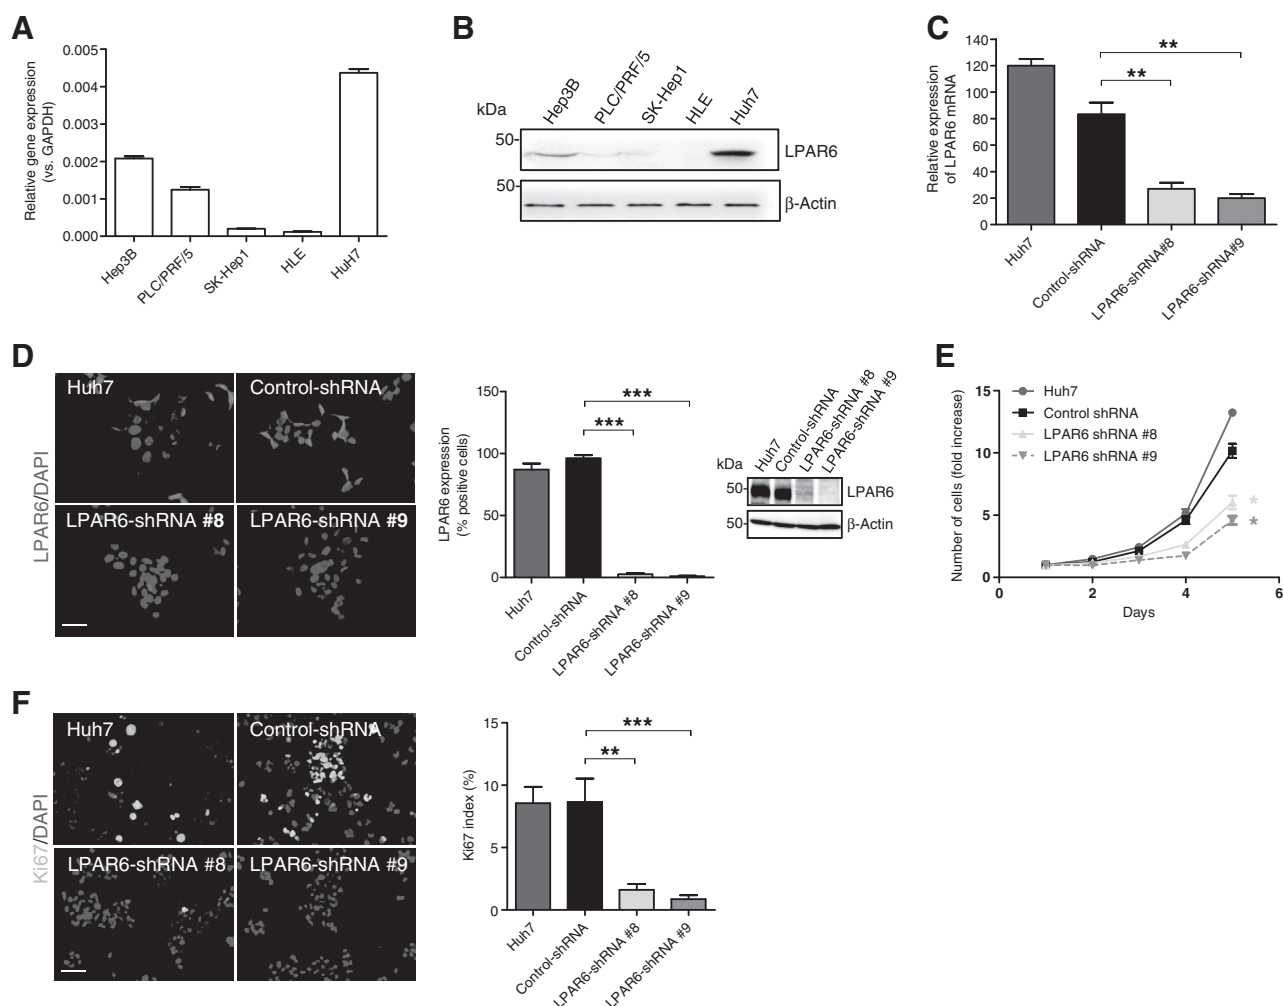 A
Relative gene expression
(vs. GAPDH)
0.005
0.004
0.003
0.002
0.001
0.000
Hep3B
PLC/PRF/5
SK-Hep1
HLE
HuH7
B
kDa
Hep3B
PLC/PRF/5
SK-Hep1
HLE
Huh7
50-
LPAR6
50-
β-Actin
C
Relative expression
of LPAR6 mRNA
140
120
100
80
60
40
20
0
**
**
Huh7
Control-shRNA
LPAR6-shRNA#8
LPAR6-shRNA#9
D
LPAR6/DAPI
Huh7
Control-shRNA
LPAR6-shRNA #8
LPAR6-shRNA #9
LPAR6 expression
(% positive cells)
150
100
50
0
***
***
Huh7
Control-shRNA
LPAR6-shRNA #8
LPAR6-shRNA #9
kDa
Huh7
Control-shRNA
LPAR6-shRNA #8
LPAR6-shRNA #9
50-
LPAR6
50-
β-Actin
E
Number of cells (fold increase)
15
10
5
0
Huh7
Control shRNA
LPAR6 shRNA #8
LPAR6 shRNA #9
*
*
0
2
4
6
Days
F
Ki67/DAPI
Huh7
Control-shRNA
LPAR6-shRNA #8
LPAR6-shRNA #9
Ki67 index (%)
15
10
5
0
***
**
Huh7
Control-shRNA
LPAR6-shRNA #8
LPAR6-shRNA #9